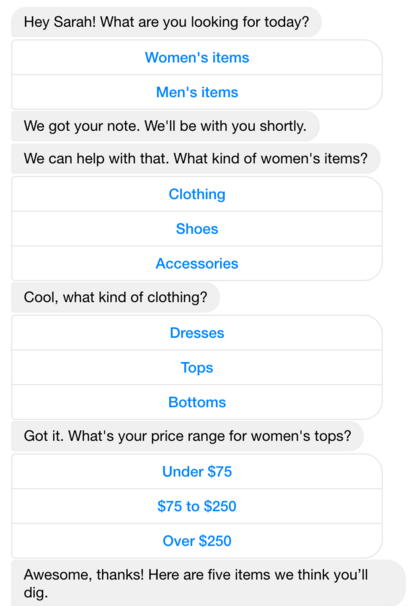 Hey Sarah! What are you looking for today?
Women's items
Men's items
We got your note. We'll be with you shortly.
We can help with that. What kind of women's items?
Clothing
Shoes
Accessories
Cool, what kind of clothing?
Dresses
Tops
Bottoms
Got it. What's your price range for women's tops?
Under $75
$75 to $250
Over $250
Awesome, thanks! Here are five items we think you’ll
dig.